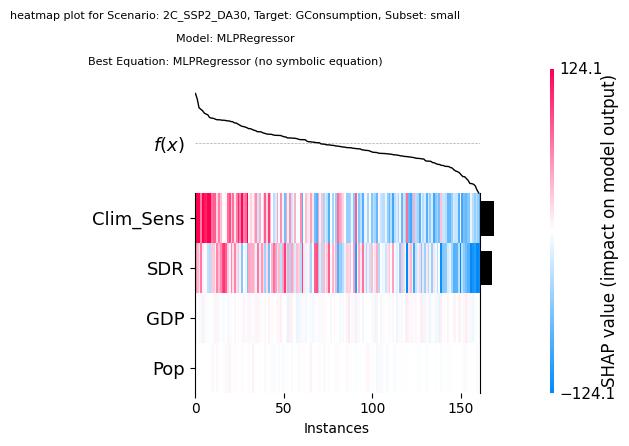 heatmap plot for Scenario: 2C_SSP2_DA30, Target: GConsumption, Subset: small
Model: MLPRegressor
Best Equation: MLPRegressor (no symbolic equation)
124.1
f(x)
Clim_Sens
SDR
GDP
Pop
SHAP value (impact on model output)
−124.1
0 50 100 150
Instances